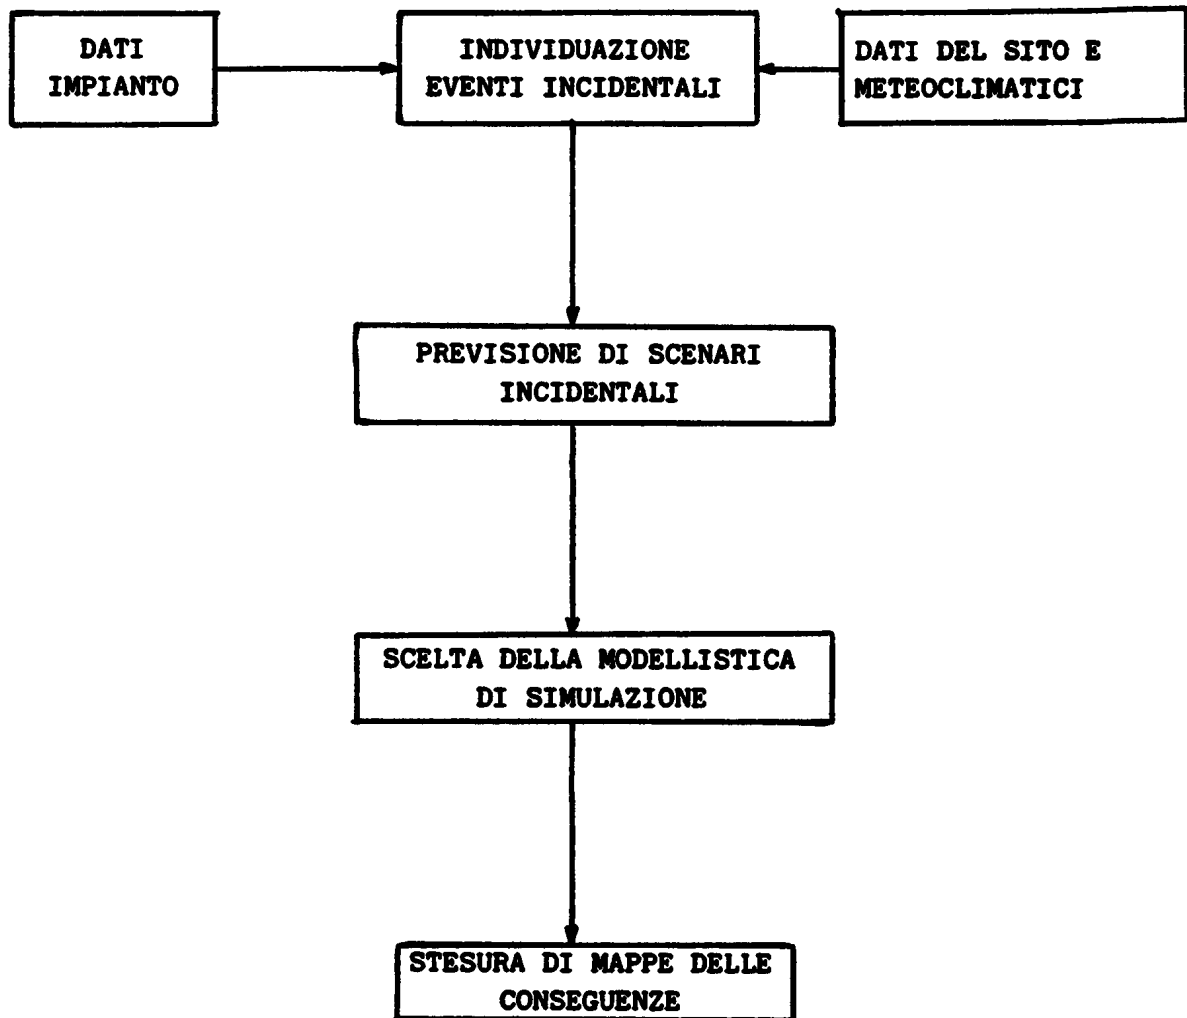 DATI
IMPIANTO
INDIVIDUAZIONE
EVENTI INCIDENTALI
DATI DEL SITO E
METEOCLIMATICI
PREVISIONE DI SCENARI
INCIDENTALI
SCELTA DELLA MODELLISTICA
DI SIMULAZIONE
STESURA DI MAPPE DELLE
CONSEGUENZE